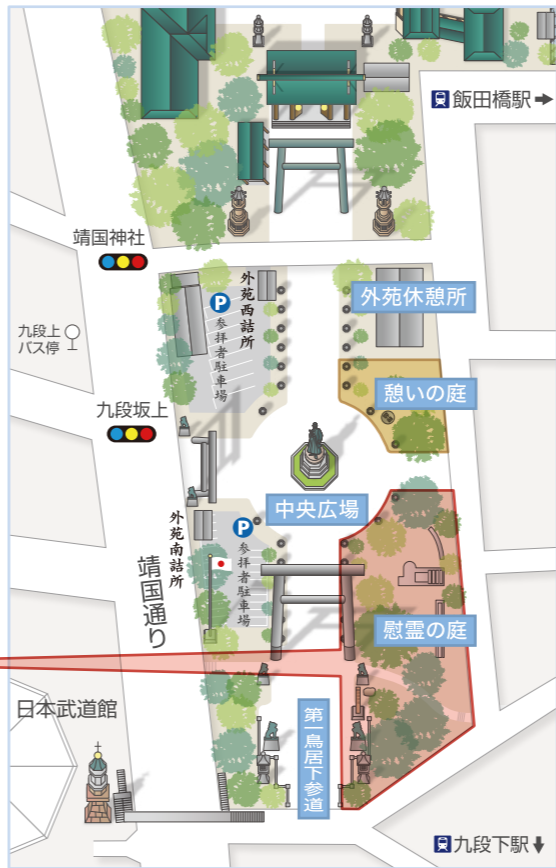 飯田橋駅➡
靖国神社
外苑西詰所
P
参拝者駐車場
外苑休憩所
九段上
バス停
憩いの庭
九段坂上
中央広場
外苑南詰所
P
参拝者駐車場
靖国通り
慰霊の庭
日本武道館
第一鳥居下参道
九段下駅⬇